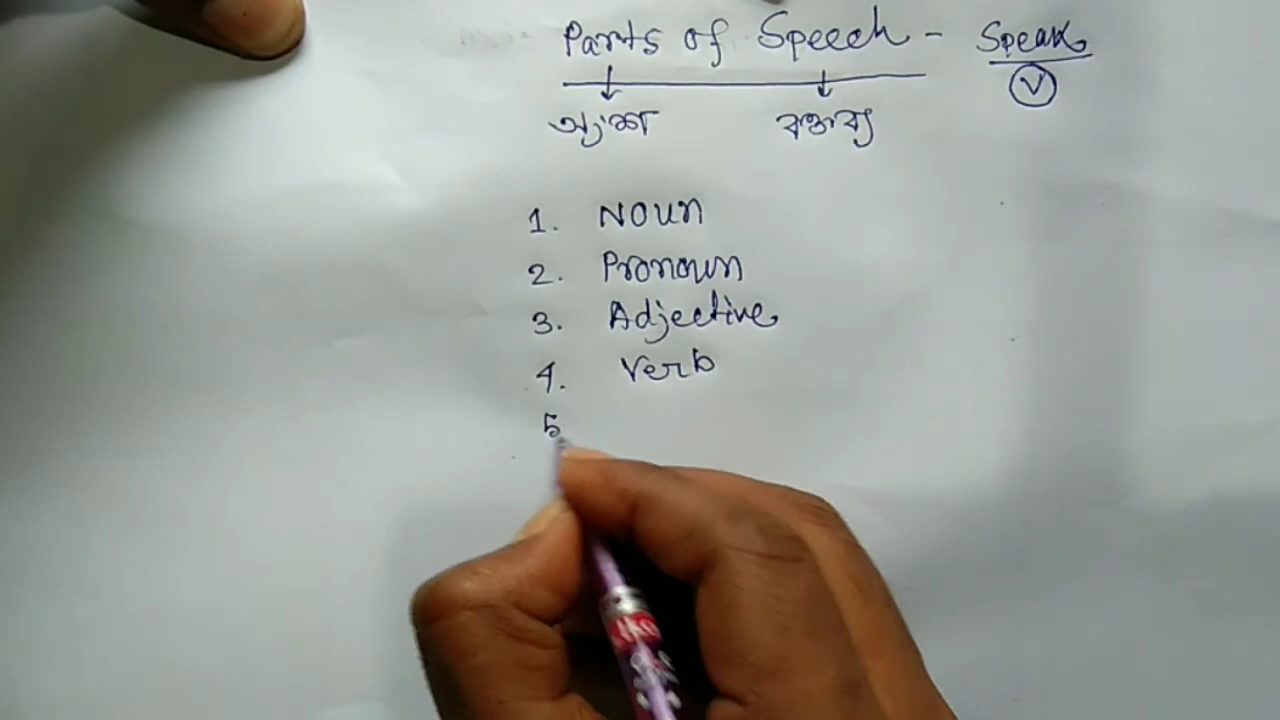 Parts of Speech - Speak
V
অ্যংশ বক্তব্য
1. Noun
2. Pronoun
3. Adjective
4. Verb
5